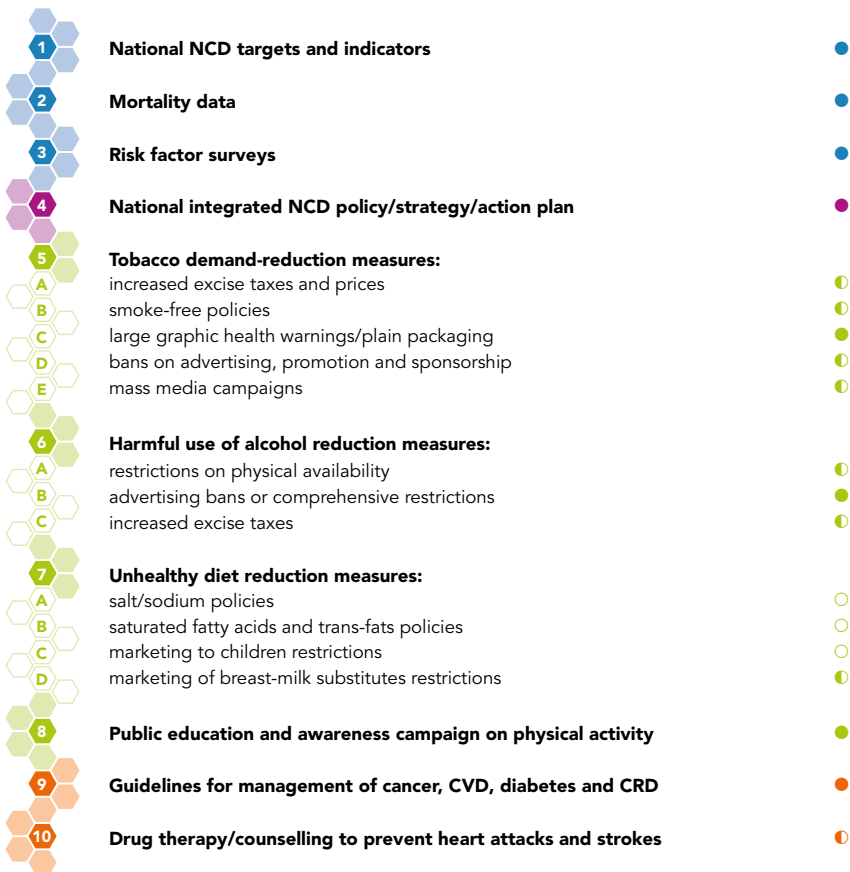 1 National NCD targets and indicators
2 Mortality data
3 Risk factor surveys
4 National integrated NCD policy/strategy/action plan
5 Tobacco demand-reduction measures:
A increased excise taxes and prices
B smoke-free policies
C large graphic health warnings/plain packaging
D bans on advertising, promotion and sponsorship
E mass media campaigns
6 Harmful use of alcohol reduction measures:
A restrictions on physical availability
B advertising bans or comprehensive restrictions
C increased excise taxes
7 Unhealthy diet reduction measures:
A salt/sodium policies
B saturated fatty acids and trans-fats policies
C marketing to children restrictions
D marketing of breast-milk substitutes restrictions
8 Public education and awareness campaign on physical activity
9 Guidelines for management of cancer, CVD, diabetes and CRD
10 Drug therapy/counselling to prevent heart attacks and strokes